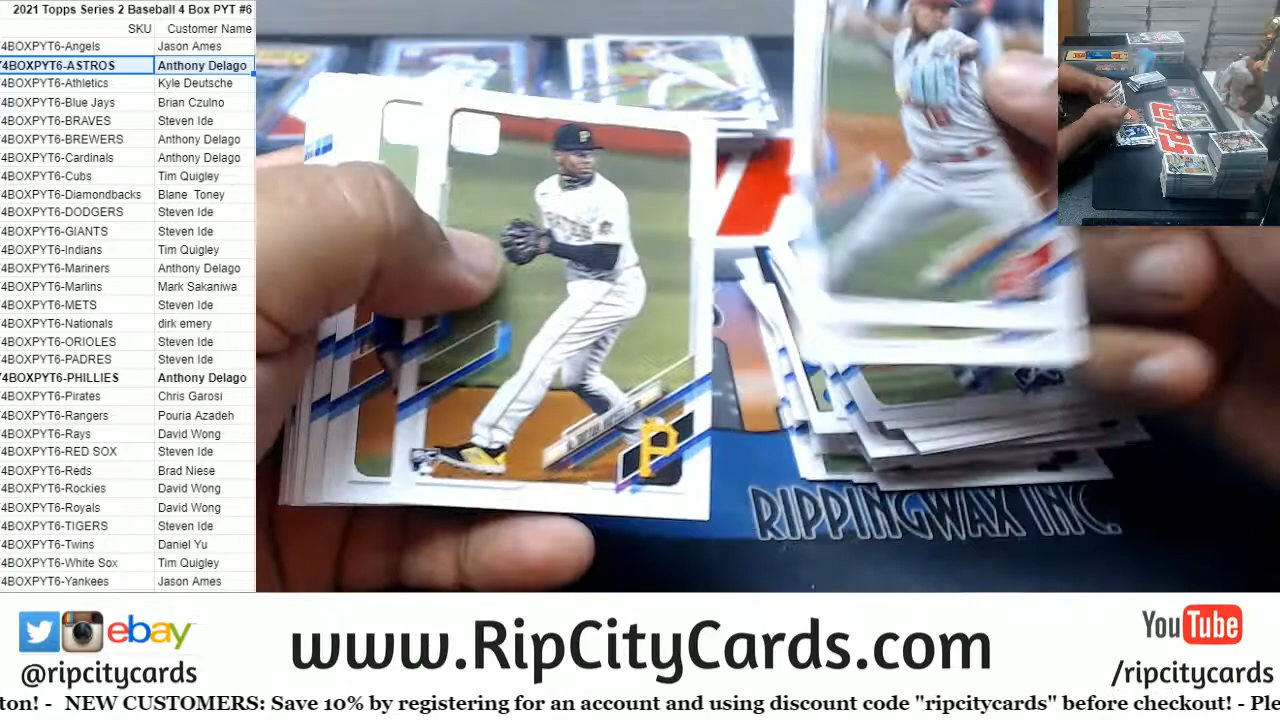 2021 Topps Series 2 Baseball 4 Box PYT #6
SKU Customer Name
4BOXPYT6-Angels Jason Ames
4BOXPYT6-ASTROS Anthony Delago
4BOXPYT6-Athletics Kyle Deutsche
4BOXPYT6-Blue Jays Brian Czulno
4BOXPYT6-BRAVES Steven Ide
4BOXPYT6-BREWERS Anthony Delago
4BOXPYT6-Cardinals Anthony Delago
4BOXPYT6-Cubs Tim Quigley
4BOXPYT6-Diamondbacks Blane Toney
4BOXPYT6-DODGERS Steven Ide
4BOXPYT6-GIANTS Steven Ide
4BOXPYT6-Indians Tim Quigley
4BOXPYT6-Mariners Anthony Delago
4BOXPYT6-Marlins Mark Sakaniwa
4BOXPYT6-METS Steven Ide
4BOXPYT6-Nationals dirk emery
4BOXPYT6-ORIOLES Steven Ide
4BOXPYT6-PADRES Steven Ide
4BOXPYT6-PHILLIES Anthony Delago
4BOXPYT6-Pirates Chris Garosi
4BOXPYT6-Rangers Pouria Azadeh
4BOXPYT6-Rays David Wong
4BOXPYT6-RED SOX Steven Ide
4BOXPYT6-Reds Brad Niese
4BOXPYT6-Rockies David Wong
4BOXPYT6-Royals David Wong
4BOXPYT6-TIGERS Steven Ide
4BOXPYT6-Twins Daniel Yu
4BOXPYT6-White Sox Tim Quigley
4BOXPYT6-Yankees Jason Ames
P
P
TOPPS
RIPPINGWAX INC.
ebay
@ripcitycards
www.RipCityCards.com
YouTube
/ripcitycards
ton! - NEW CUSTOMERS: Save 10% by registering for an account and using discount code "ripcitycards" before checkout! - Ple